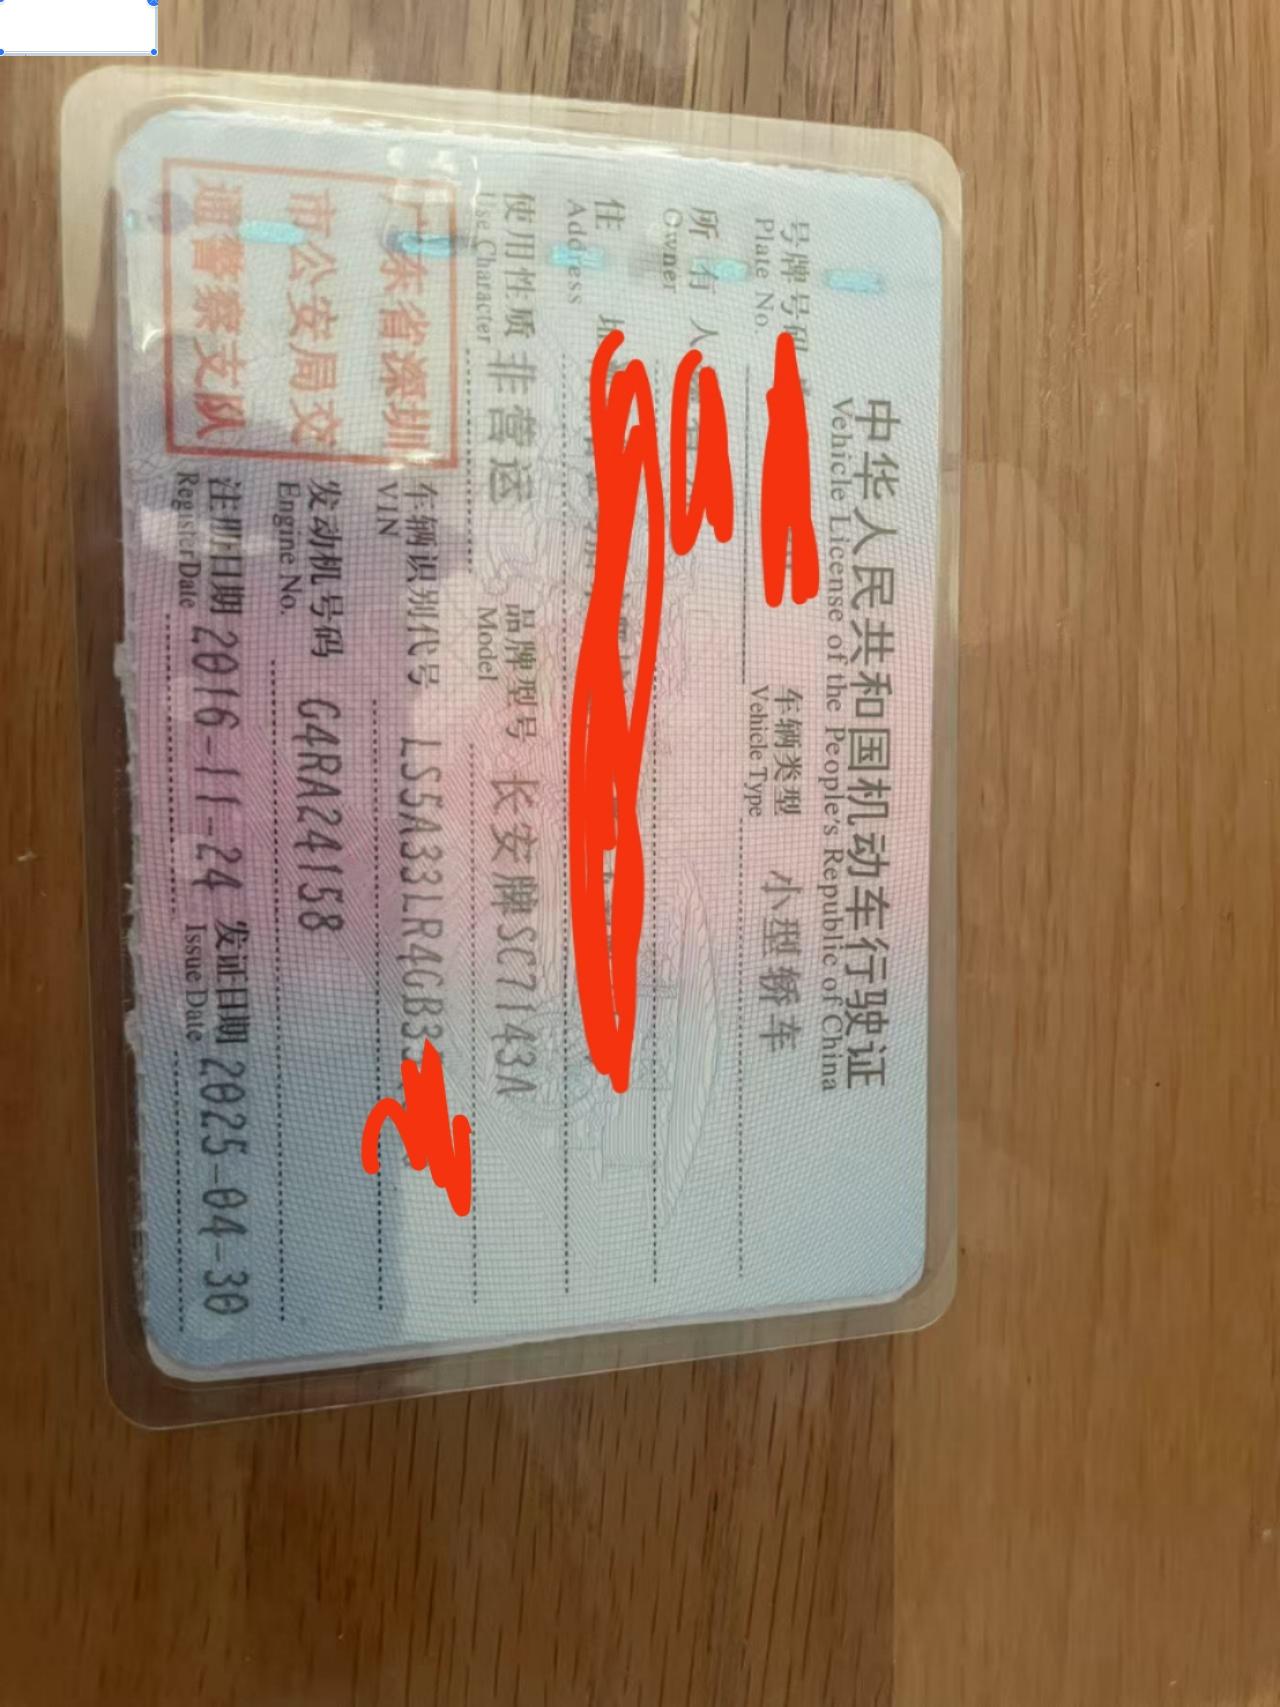 中华人民共和国机动车行驶证
Vehicle License of the People's Republic of China
号牌号码 车辆类型 小型轿车
Plate No. Vehicle Type
所有人
Owner
住 址
Address
使用性质 非营运 品牌型号 长安牌SC7143A
Use Character Model
广东省深圳
市公安局交
通警察支队
车辆识别代号 LS5A33LR4GB3
VIN
发动机号码 G4RA24158
Engine No.
注册日期 2016-11-24 发证日期 2025-04-30
Register Date Issue Date